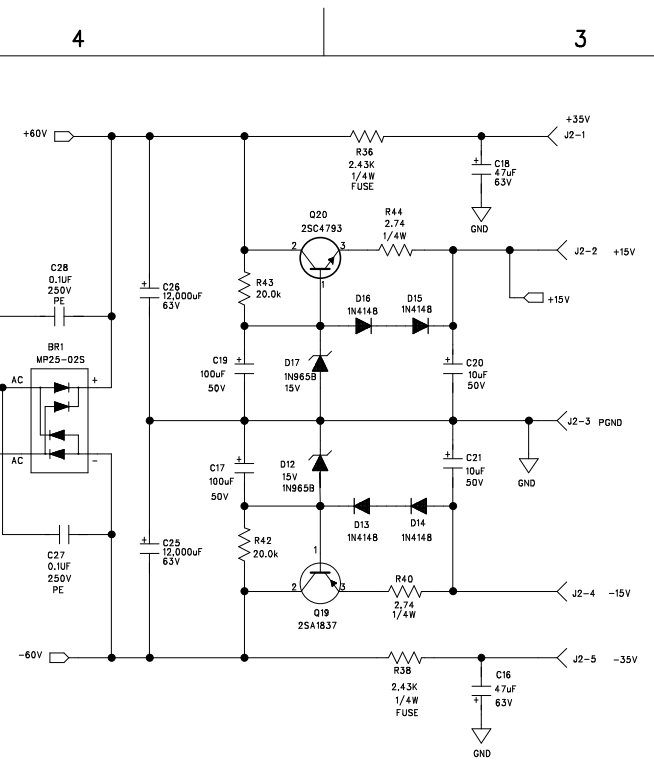 4
3
+60V
+35V
J2-1
R36
2.43K
1/4W
FUSE
+
C18
47uF
63V
GND
Q20
2SC4793
2
3
1
R44
2.74
1/4W
J2-2
+15V
+15V
C28
0.1UF
250V
PE
+
C26
12,000uF
63V
R43
20.0k
D16
1N4148
D15
1N4148
BR1
MP25-02S
AC
+
AC
-
C19
+
100uF
50V
D17
1N965B
15V
+
C20
10uF
50V
J2-3
PGND
GND
C17
+
100uF
50V
D12
15V
1N965B
+
C21
10uF
50V
C27
0.1UF
250V
PE
+
C25
12,000uF
63V
R42
20.0k
D13
1N4148
D14
1N4148
1
2
3
Q19
2SA1837
R40
2.74
1/4W
J2-4
-15V
-60V
R38
2.43K
1/4W
FUSE
J2-5
-35V
C16
47uF
+
63V
GND